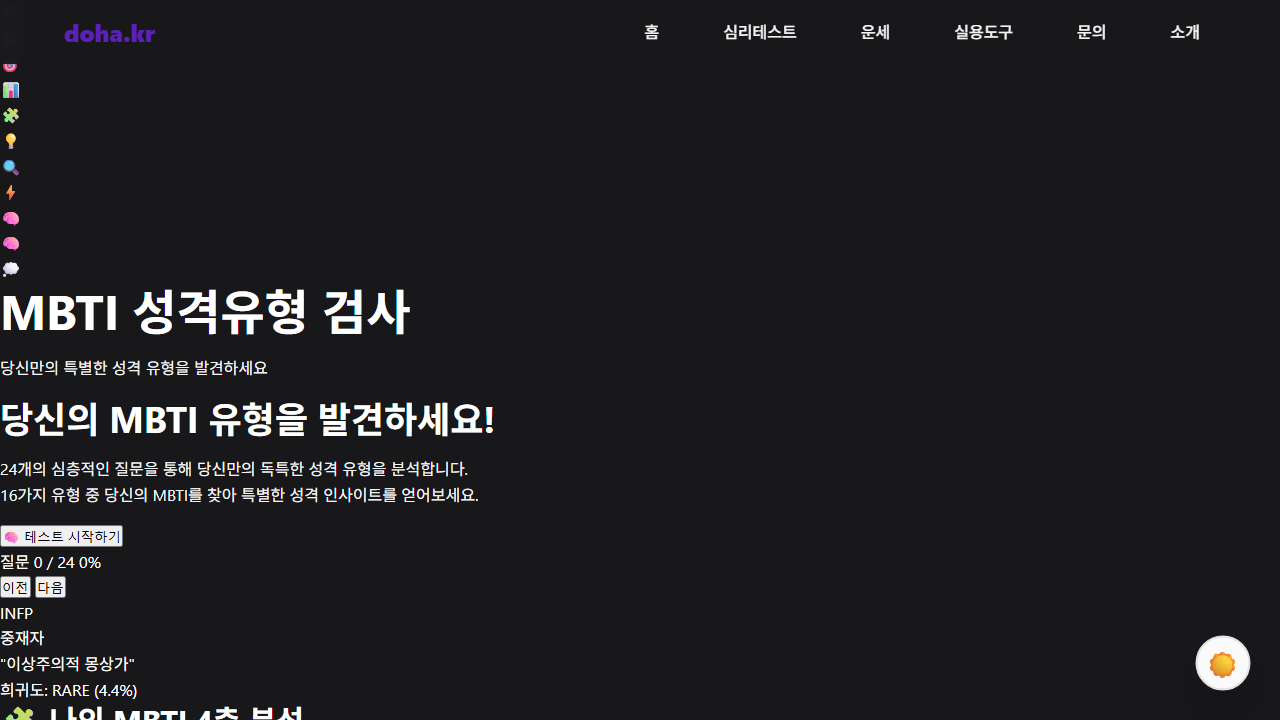 doha.kr
홈 심리테스트 운세 실용도구 문의 소개
MBTI 성격유형 검사
당신만의 특별한 성격 유형을 발견하세요
당신의 MBTI 유형을 발견하세요!
24개의 심층적인 질문을 통해 당신만의 독특한 성격 유형을 분석합니다.
16가지 유형 중 당신의 MBTI를 찾아 특별한 성격 인사이트를 얻어보세요.
🧠 테스트 시작하기
질문 0 / 24 0%
이전 다음
INFP
중재자
"이상주의적 몽상가"
희귀도: RARE (4.4%)
🧩 나의 MBTI 4축 분석